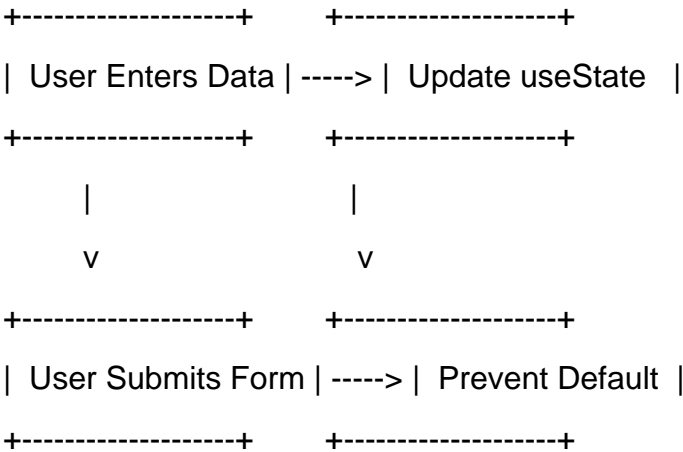 +--------------------+ +--------------------+
| User Enters Data | -----> | Update useState |
+--------------------+ +--------------------+
| |
v v
+--------------------+ +--------------------+
| User Submits Form | -----> | Prevent Default |
+--------------------+ +--------------------+